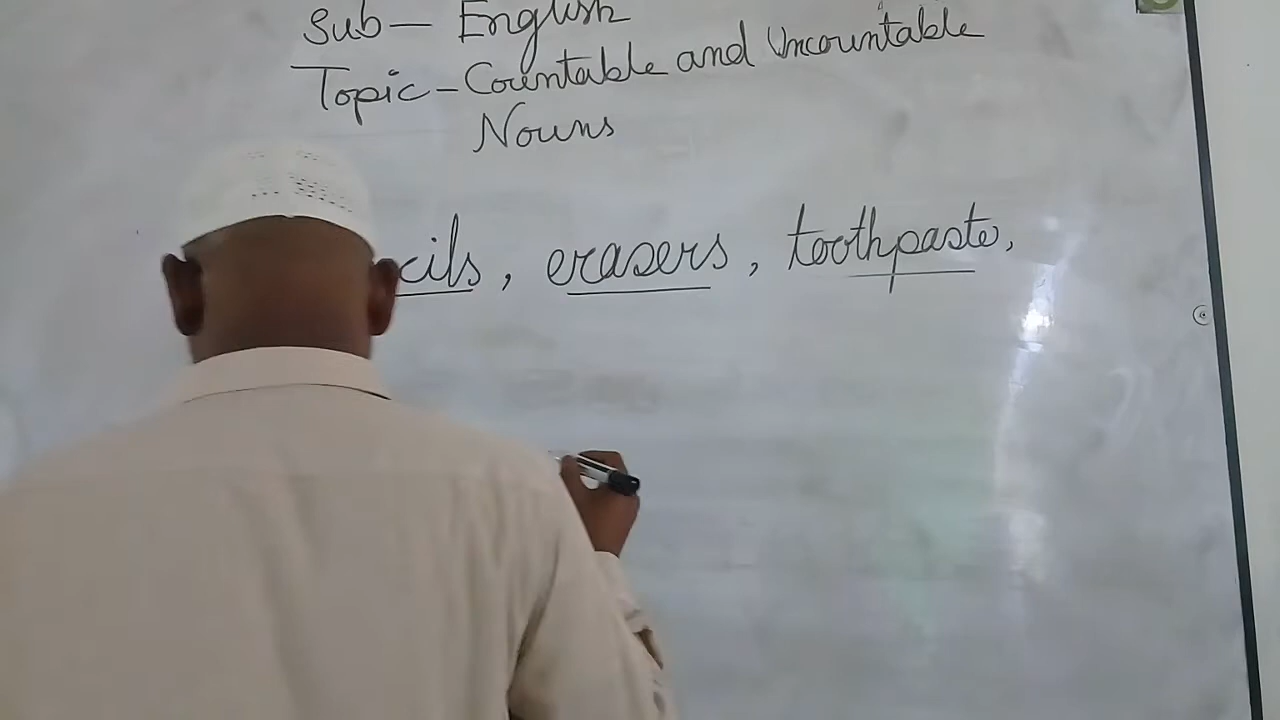 Sub— English
Topic- Countable and Uncountable
Nouns
cils, erasers, toothpaste,